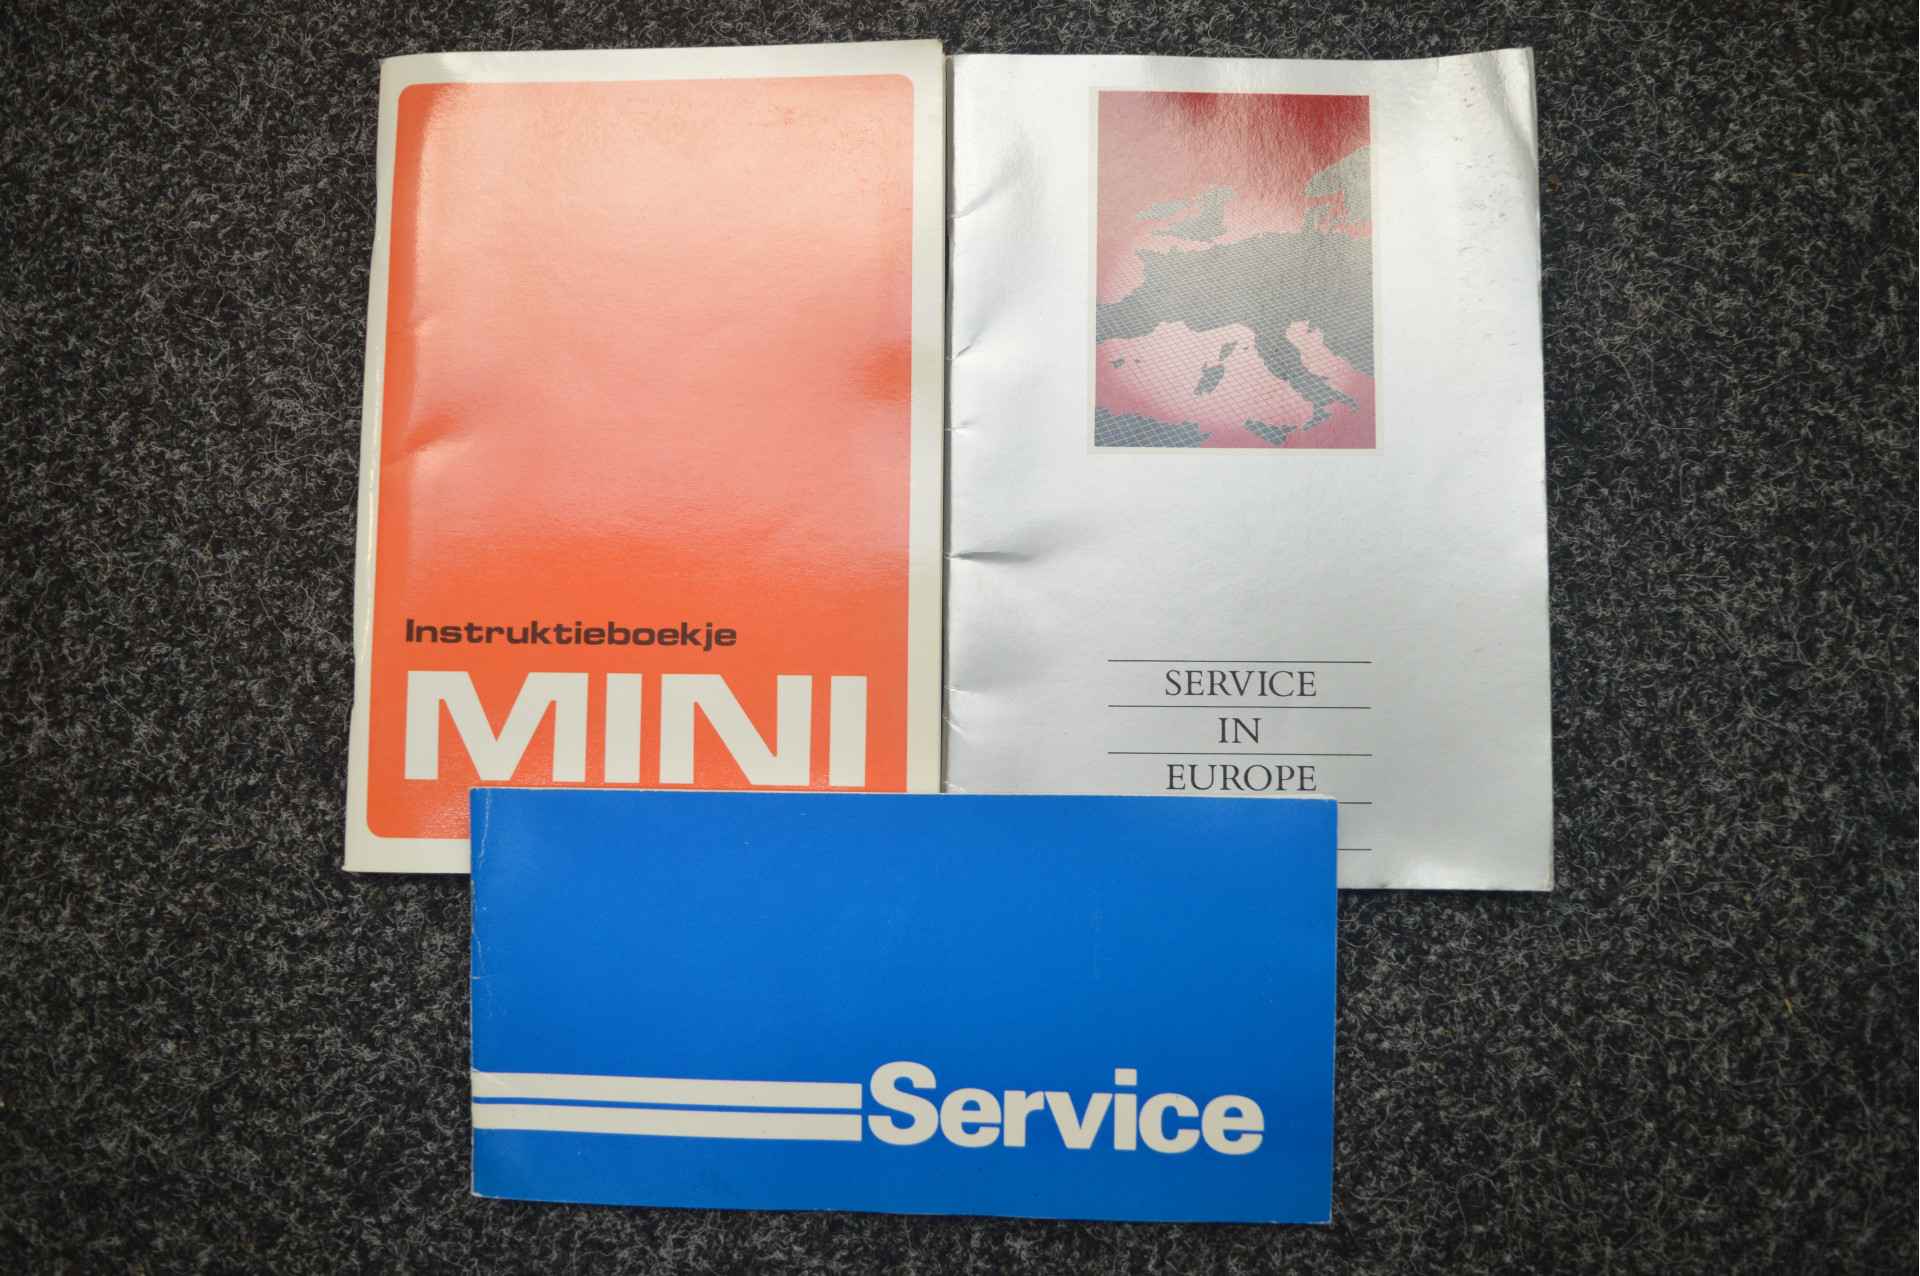 Instruktieboekje
MINI
SERVICE
IN
EUROPE
Service